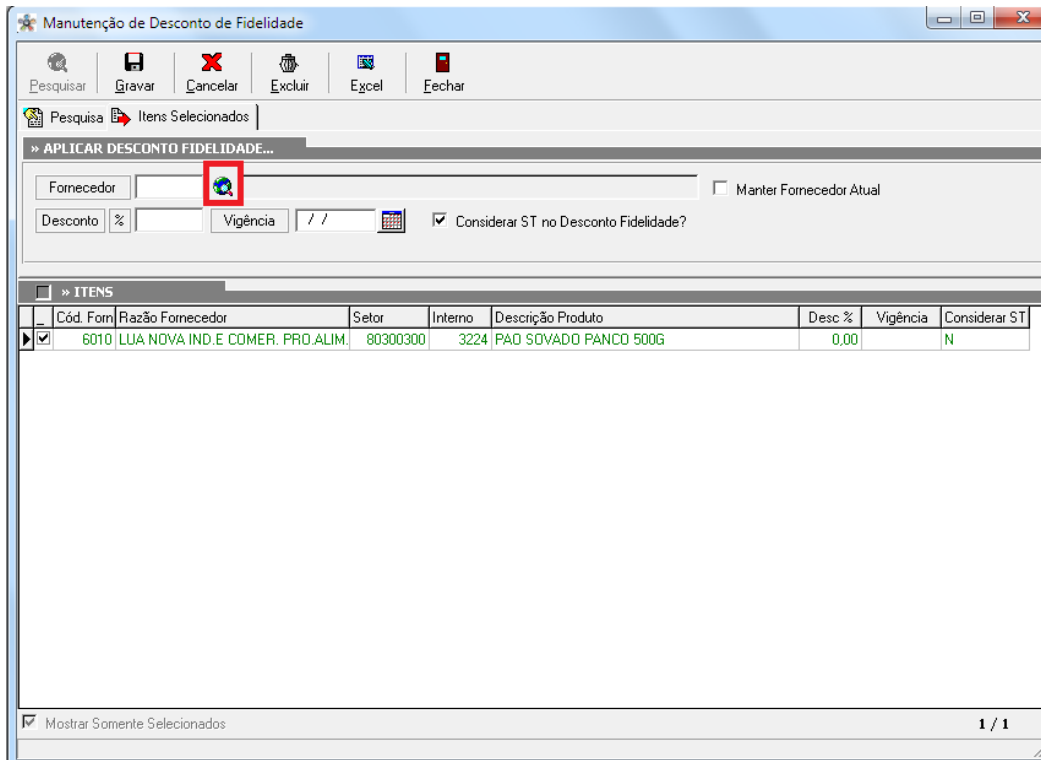 Manutenção de Desconto de Fidelidade
Pesquisar Gravar Cancelar Excluir Excel Fechar
Pesquisa Itens Selecionados
» APLICAR DESCONTO FIDELIDADE...
Fornecedor Manter Fornecedor Atual
Desconto % Vigência / / Considerar ST no Desconto Fidelidade?
» ITENS
_ Cód. Forn Razão Fornecedor Setor Interno Descrição Produto Desc % Vigência Considerar ST
6010 LUA NOVA IND.E COMER. PRO.ALIM. 80300300 3224 PAO SOVADO PANCO 500G 0,00 N
Mostrar Somente Selecionados 1 / 1